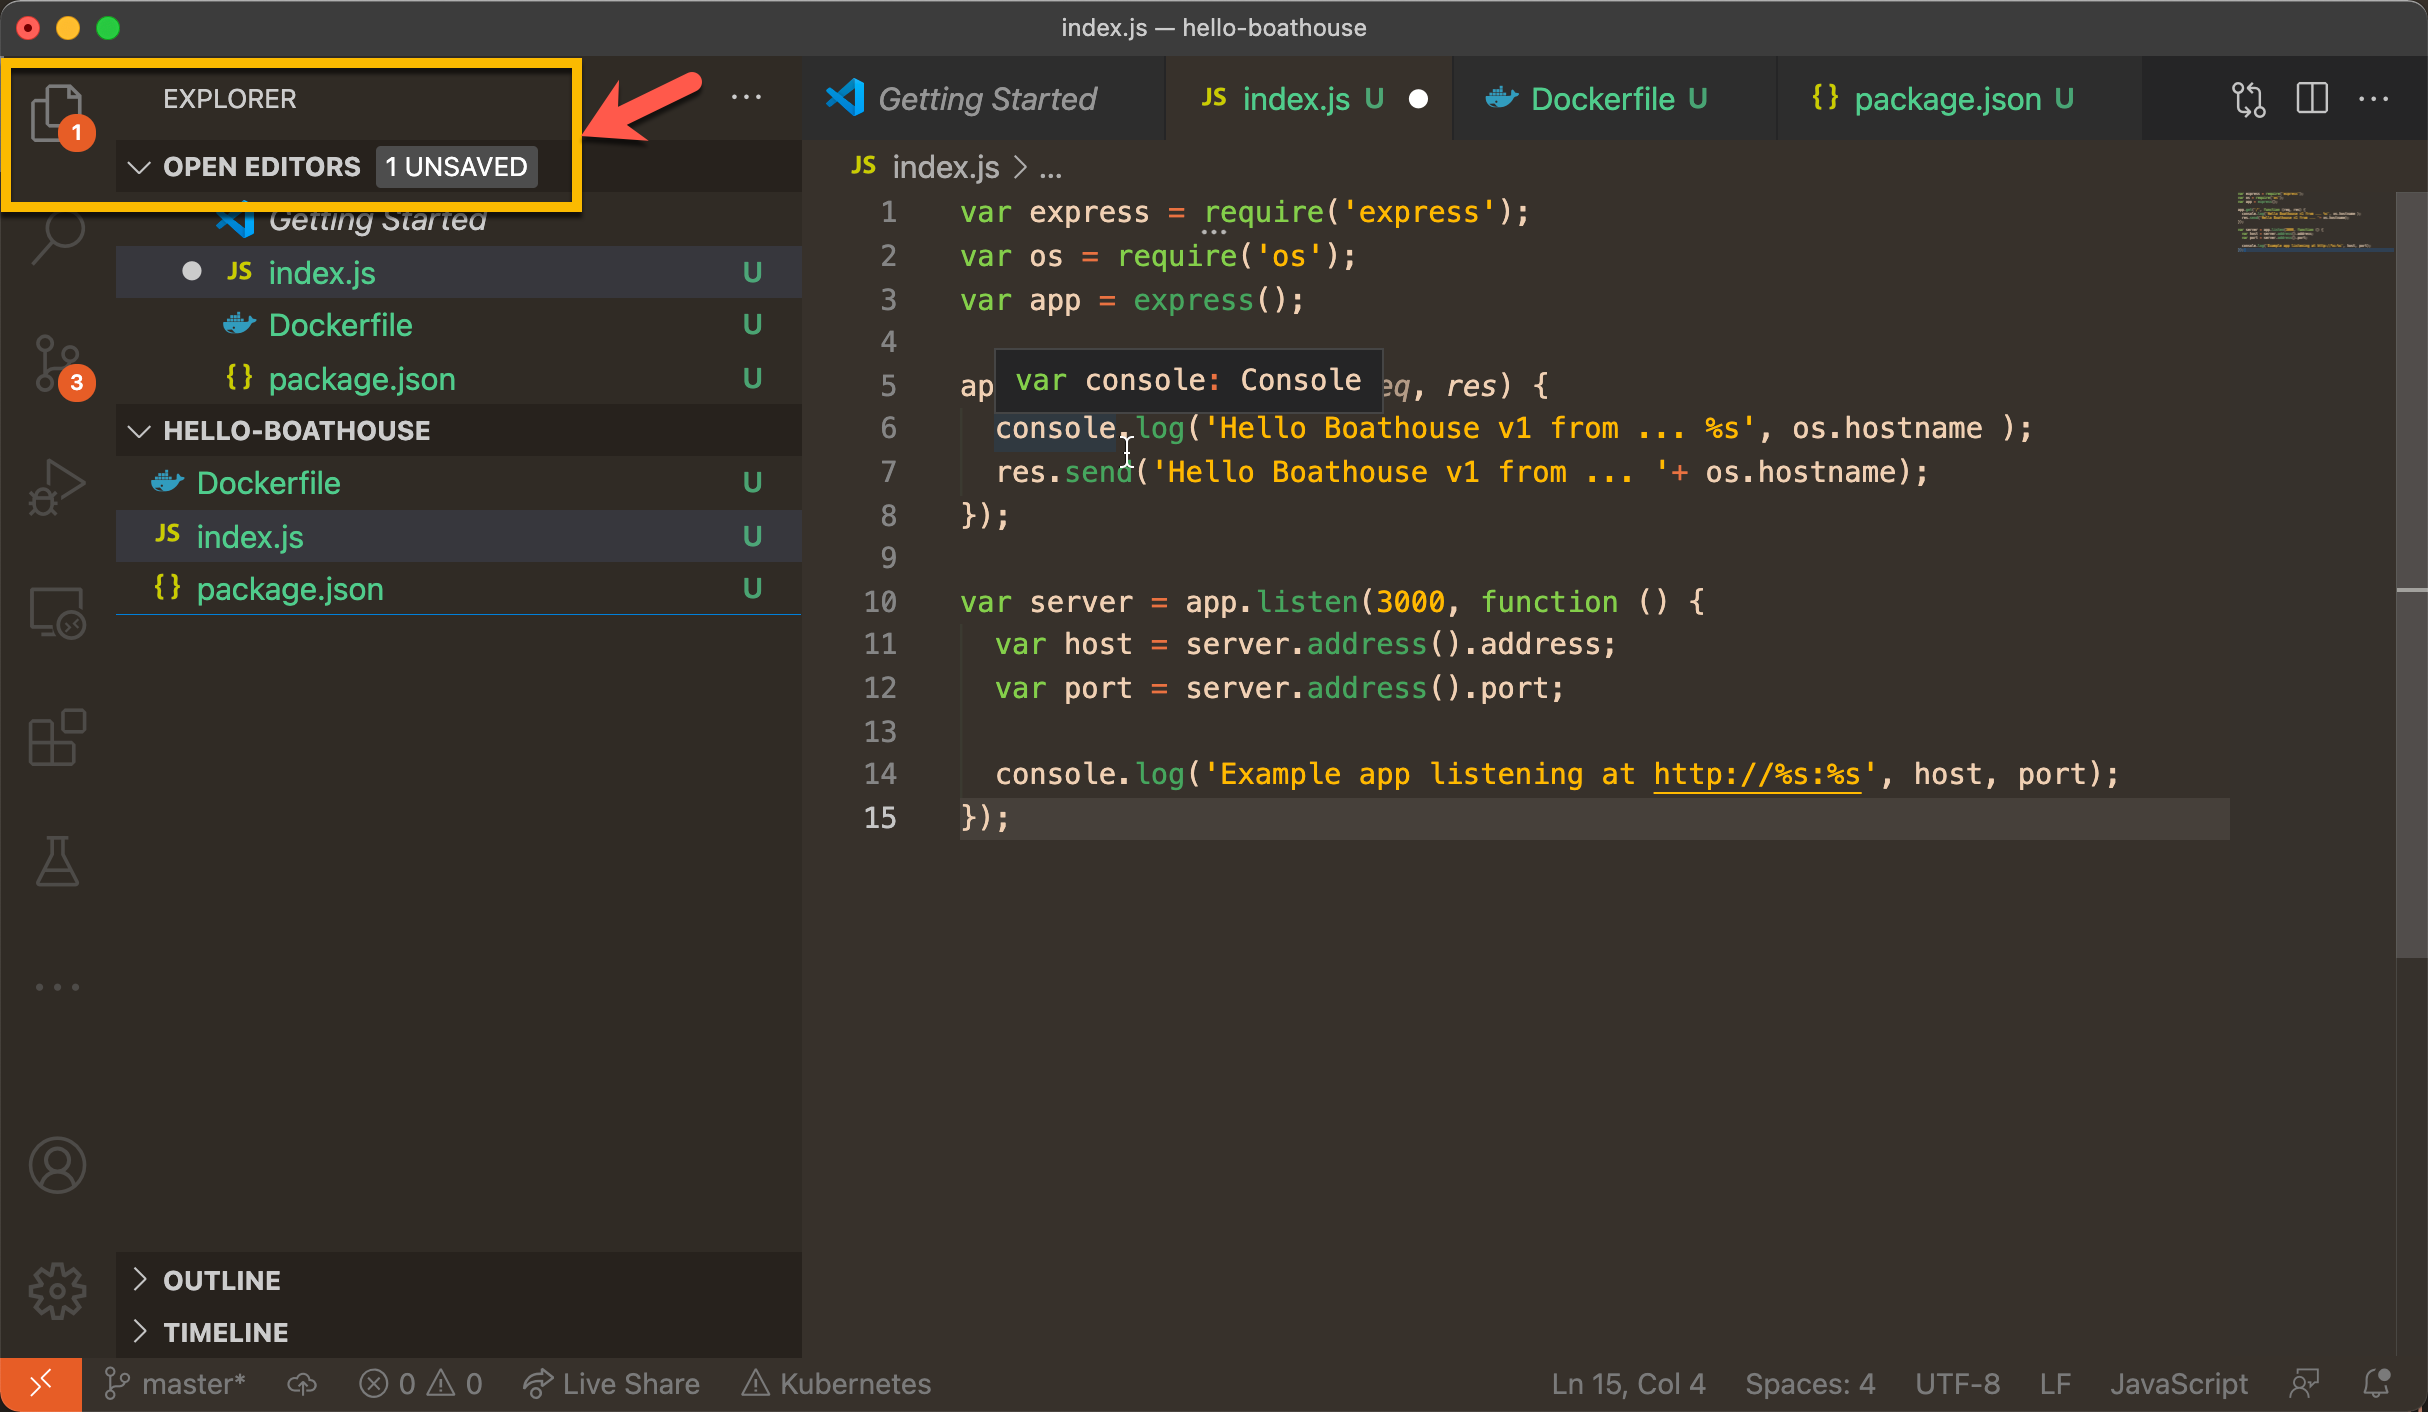 index.js — hello-boathouse
EXPLORER
1
OPEN EDITORS 1 UNSAVED
Getting Started
JS index.js U
Dockerfile U
{} package.json U
3
HELLO-BOATHOUSE
Dockerfile U
JS index.js U
{} package.json U
OUTLINE
TIMELINE
Getting Started
JS index.js U
Dockerfile U
{} package.json U
JS index.js > ...
1 var express = require('express');
2 var os = require('os');
3 var app = express();
4
var console: Console
5 ap eq, res) {
6 console.log('Hello Boathouse v1 from ... %s', os.hostname );
7 res.send('Hello Boathouse v1 from ... '+ os.hostname);
8 });
9
10 var server = app.listen(3000, function () {
11 var host = server.address().address;
12 var port = server.address().port;
13
14 console.log('Example app listening at http://%s:%s', host, port);
15 });
master* 0 0 Live Share Kubernetes Ln 15, Col 4 Spaces: 4 UTF-8 LF JavaScript